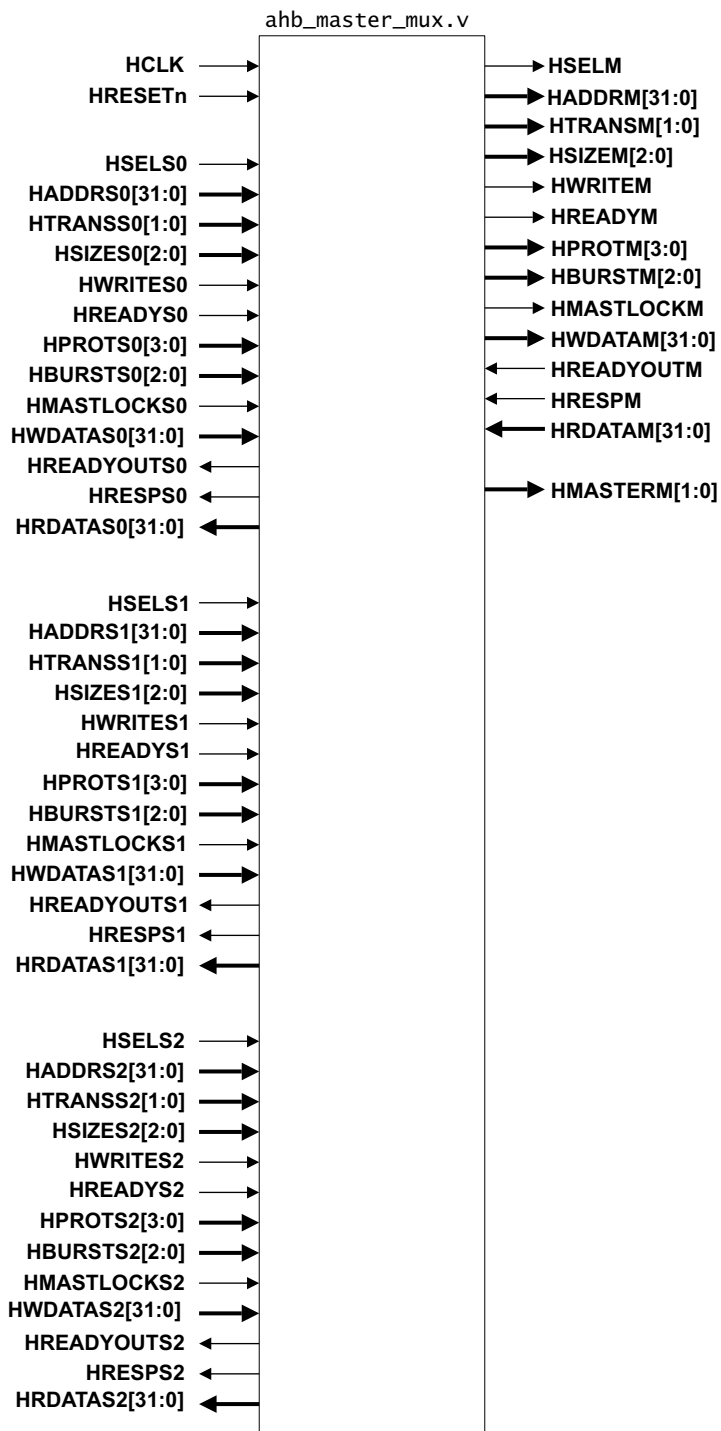 ahb_master_mux.v
HCLK
HRESETn
HSELS0
HADDRS0[31:0]
HTRANSS0[1:0]
HSIZES0[2:0]
HWRITES0
HREADYS0
HPROTS0[3:0]
HBURSTS0[2:0]
HMASTLOCKS0
HWDATAS0[31:0]
HREADYOUTS0
HRESPS0
HRDATAS0[31:0]
HSELS1
HADDRS1[31:0]
HTRANSS1[1:0]
HSIZES1[2:0]
HWRITES1
HREADYS1
HPROTS1[3:0]
HBURSTS1[2:0]
HMASTLOCKS1
HWDATAS1[31:0]
HREADYOUTS1
HRESPS1
HRDATAS1[31:0]
HSELS2
HADDRS2[31:0]
HTRANSS2[1:0]
HSIZES2[2:0]
HWRITES2
HREADYS2
HPROTS2[3:0]
HBURSTS2[2:0]
HMASTLOCKS2
HWDATAS2[31:0]
HREADYOUTS2
HRESPS2
HRDATAS2[31:0]
HSELM
HADDRM[31:0]
HTRANSM[1:0]
HSIZEM[2:0]
HWRITEM
HREADYM
HPROTM[3:0]
HBURSTM[2:0]
HMASTLOCKM
HWDATAM[31:0]
HREADYOUTM
HRESPM
HRDATAM[31:0]
HMASTERM[1:0]